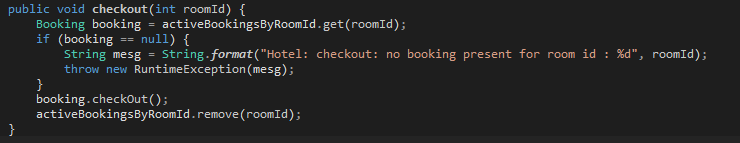 public void checkout(int roomId) {
Booking booking = activeBookingsByRoomId.get(roomId);
if (booking == null) {
String mesg = String.format("Hotel: checkout: no booking present for room id : %d", roomId);
throw new RuntimeException(mesg);
}
booking.checkOut();
activeBookingsByRoomId.remove(roomId);
}